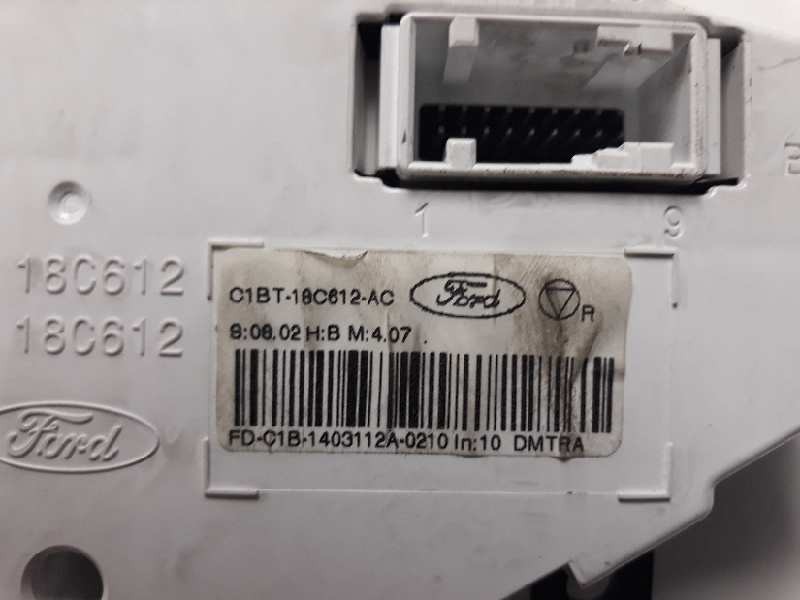 1 9
18C612
18C612
Ford
C1BT-18C612-AC Ford R
S:08.02 H:B M:4.07
FD-C1B-1403112A-0210 In:10 DMTRA